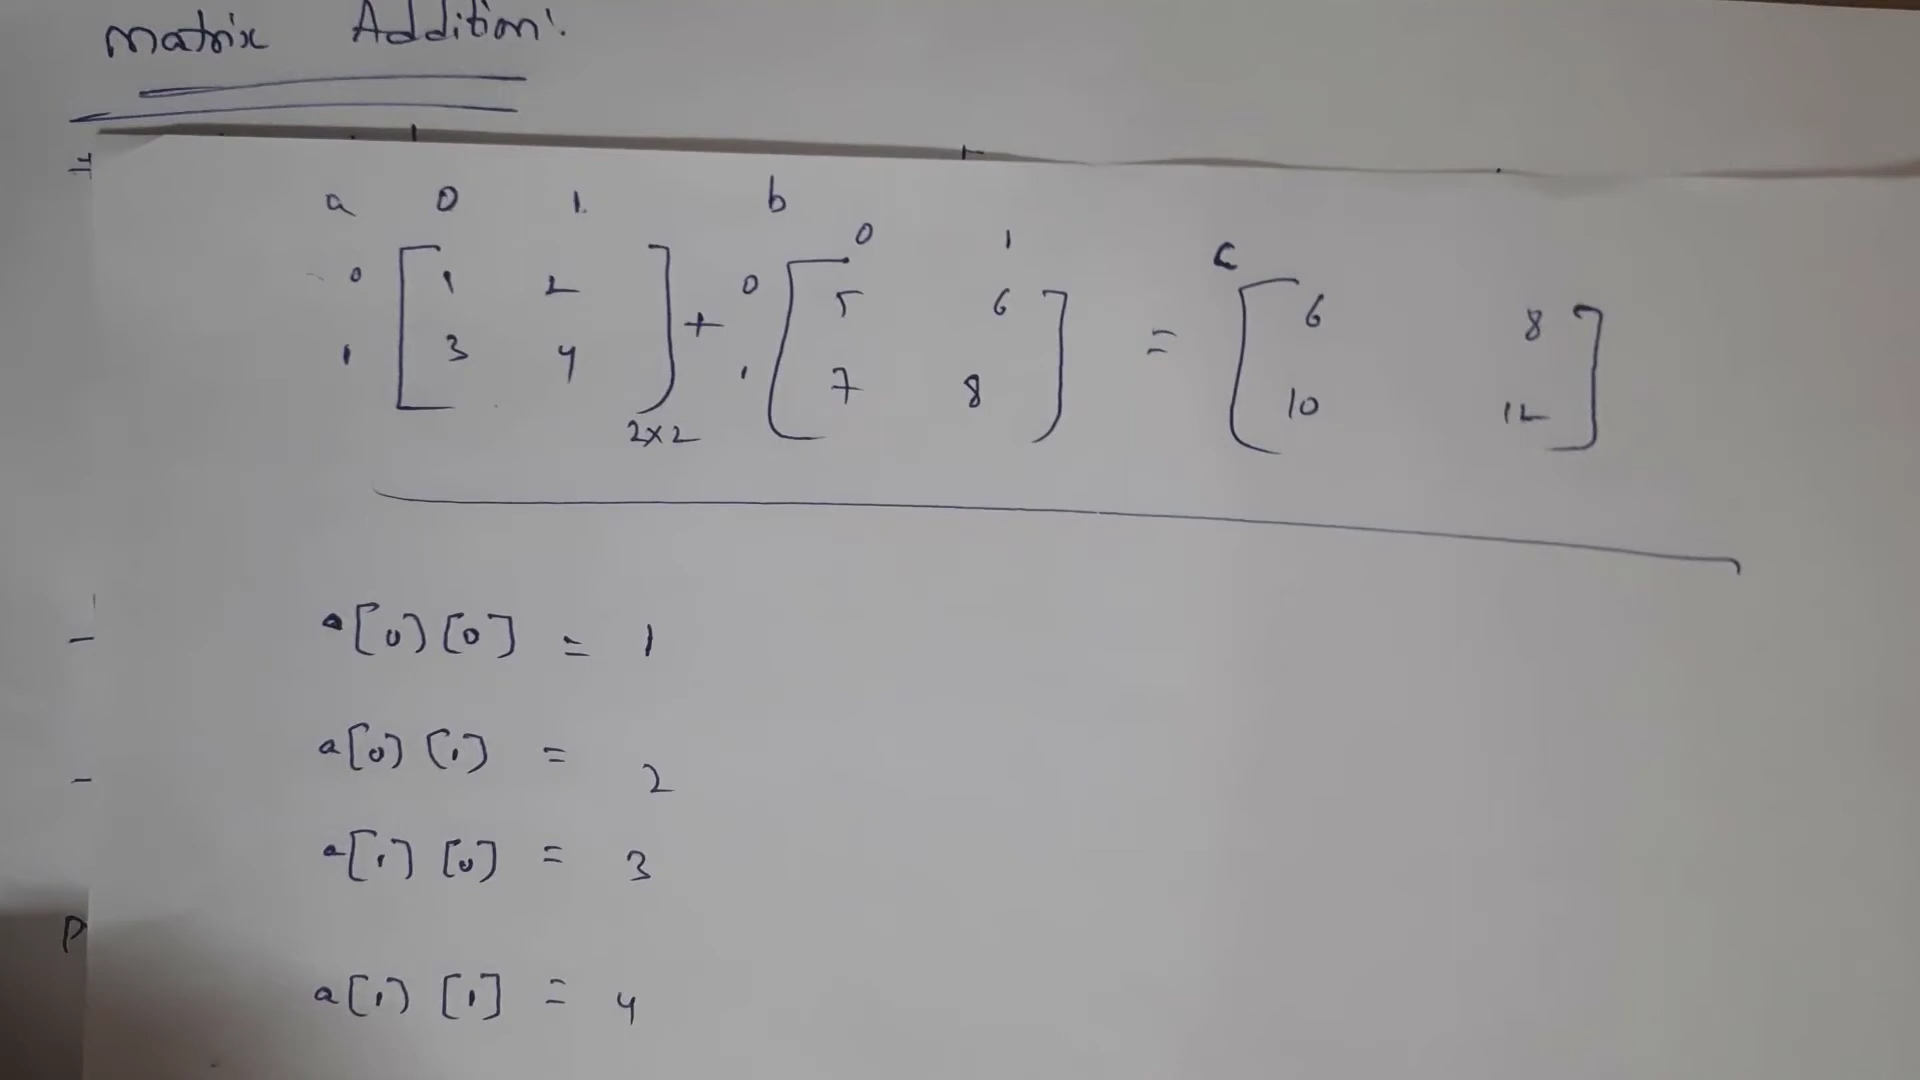 Matrix Addition:
a 0 1 b 0 1 c
0 [ 1 2 ] + 0 [ 5 6 ] = [ 6 8 ]
1 [ 3 4 ] 1 [ 7 8 ] [ 10 12 ]
2x2
a[0][0] = 1
a[0][1] = 2
a[1][0] = 3
a[1][1] = 4
P